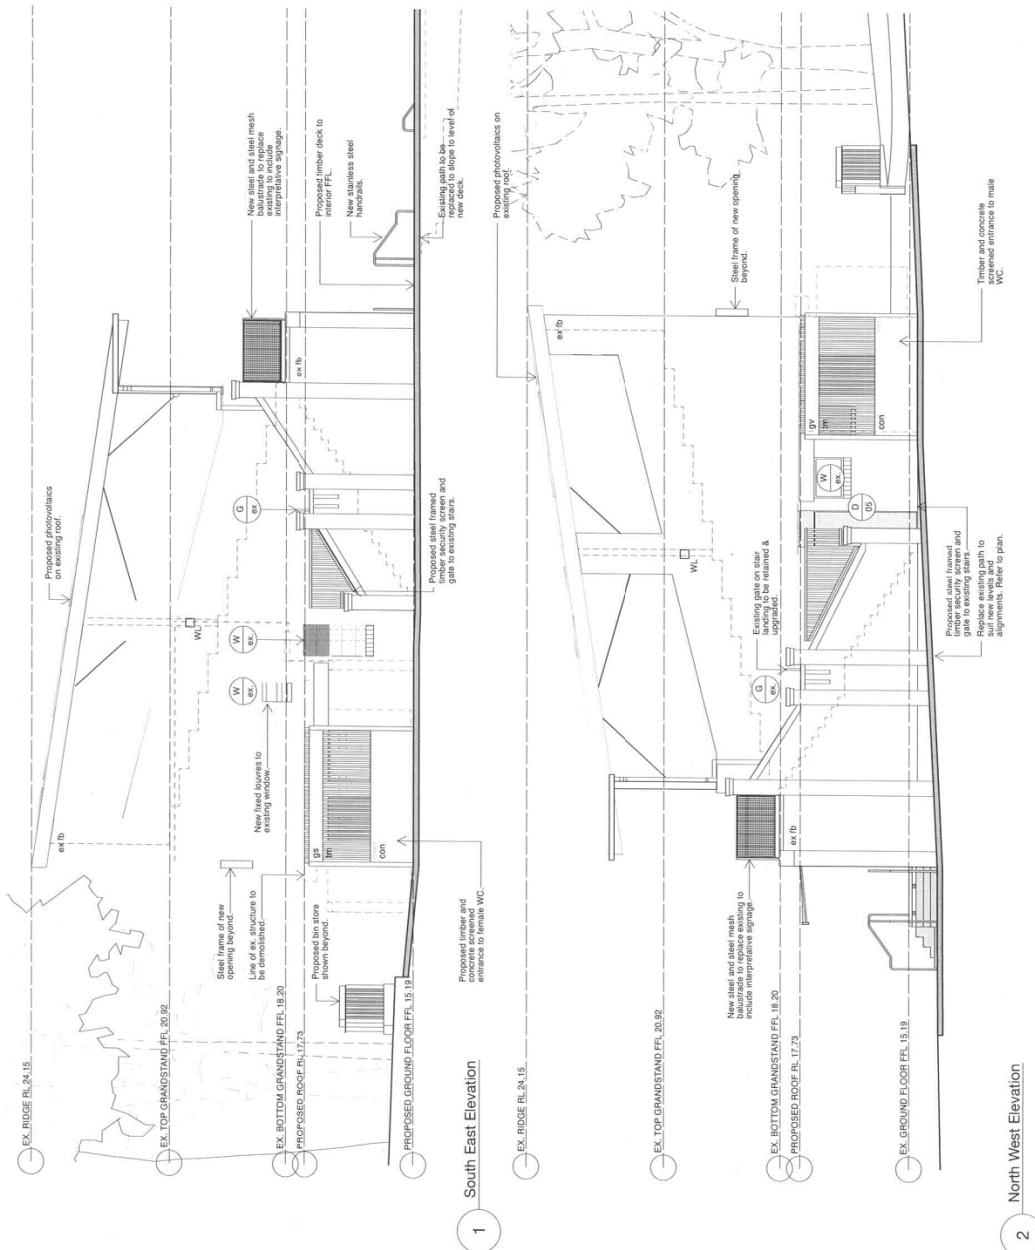 EX. RIDGE RL 24.15
EX. TOP GRANDSTAND FFL 20.92
EX. BOTTOM GRANDSTAND FFL 18.20
PROPOSED ROOF RL 17.73
PROPOSED GROUND FLOOR FFL 15.19
Proposed photovoltaics
on existing roof.
ex fb
WL
Steel frame of new
opening beyond.
Line of ex. structure to
be demolished.
Proposed bin store
shown beyond.
New fixed louvres to
existing window.
W
ex.
W
ex.
G
ex
gs
tm
con
ex fb
New steel and steel mesh
balustrade to replace
existing to include
interpretive signage.
Proposed timber deck to
interior FFL.
New stainless steel
handrails.
Existing path to be
replaced to slope to level of
new deck.
Proposed steel framed
timber security screen and
gate to existing stairs.
Proposed timber and
concrete screened
entrance to female WC.
1
South East Elevation
EX. RIDGE RL 24.15
EX. TOP GRANDSTAND FFL 20.92
EX. BOTTOM GRANDSTAND FFL 18.20
PROPOSED ROOF RL 17.73
EX. GROUND FLOOR FFL 15.19
Proposed photovoltaics on
existing roof.
ex fb
WL
Steel frame of new opening
beyond.
New steel and steel mesh
balustrade to replace existing to
include interpretative signage.
Existing gate on stair
landing to be retained &
upgraded.
G
ex.
ex fb
D
05
W
ex.
gv
tm
con
Proposed steel framed
timber security screen and
gate to existing stairs.
Replace existing path to
suit new levels and
alignments. Refer to plan.
Timber and concrete
screened entrance to male
WC.
2
North West Elevation